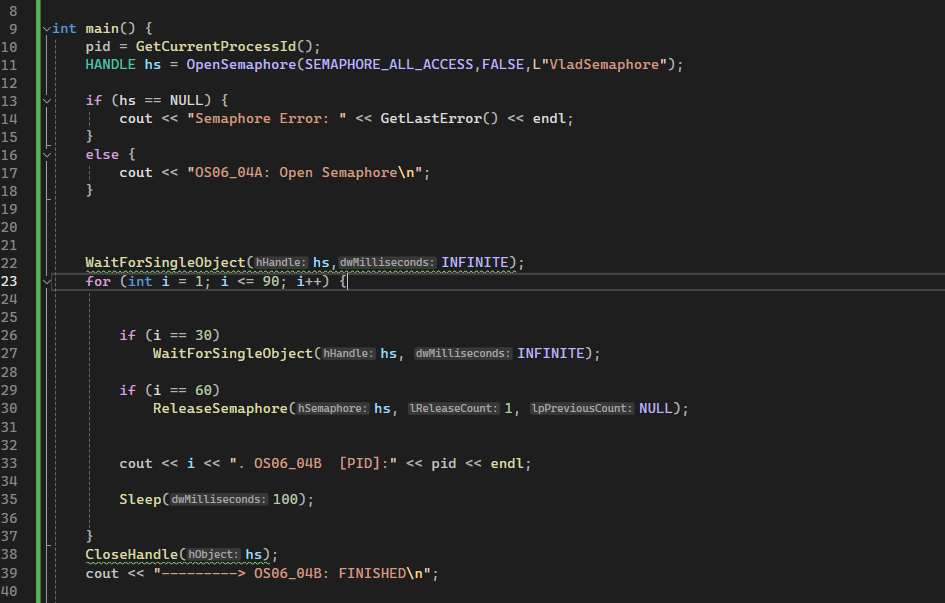 8
9 int main() {
10 pid = GetCurrentProcessId();
11 HANDLE hs = OpenSemaphore(SEMAPHORE_ALL_ACCESS,FALSE,L"VladSemaphore");
12
13 if (hs == NULL) {
14 cout << "Semaphore Error: " << GetLastError() << endl;
15 }
16 else {
17 cout << "OS06_04A: Open Semaphore\n";
18 }
19
20
21
22 WaitForSingleObject(hHandle: hs,dwMilliseconds: INFINITE);
23 for (int i = 1; i <= 90; i++) {
24
25
26 if (i == 30)
27 WaitForSingleObject(hHandle: hs, dwMilliseconds: INFINITE);
28
29 if (i == 60)
30 ReleaseSemaphore(hSemaphore: hs, lReleaseCount: 1, lpPreviousCount: NULL);
31
32
33 cout << i << ". OS06_04B  [PID]:" << pid << endl;
34
35 Sleep(dwMilliseconds: 100);
36
37 }
38 CloseHandle(hObject: hs);
39 cout << "---------> OS06_04B: FINISHED\n";
40